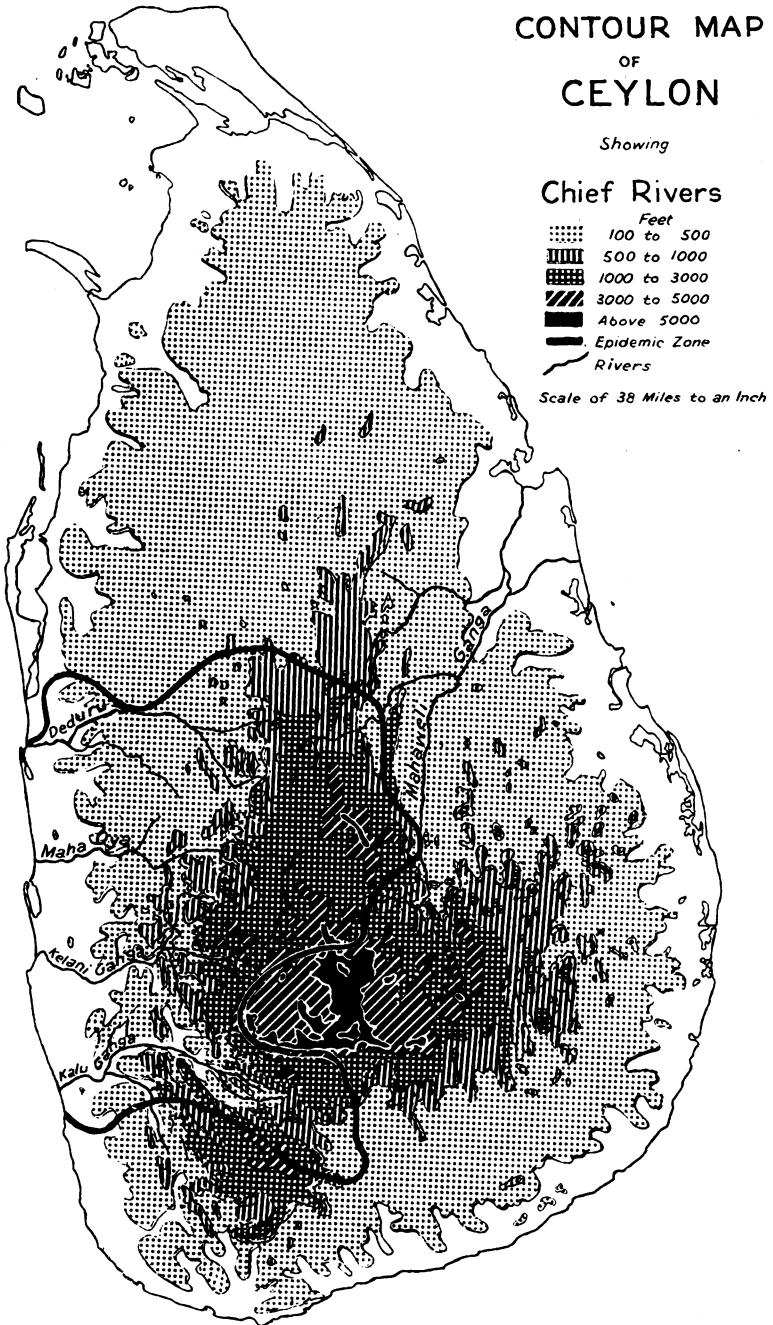 CONTOUR MAP
OF
CEYLON
Showing
Chief Rivers
Feet
100 to 500
500 to 1000
1000 to 3000
3000 to 5000
Above 5000
Epidemic Zone
Rivers
Scale of 38 Miles to an Inch
Mahaweli Ganga
Deduru
Maha Oya
Kelani Ganga
Kalu Ganga